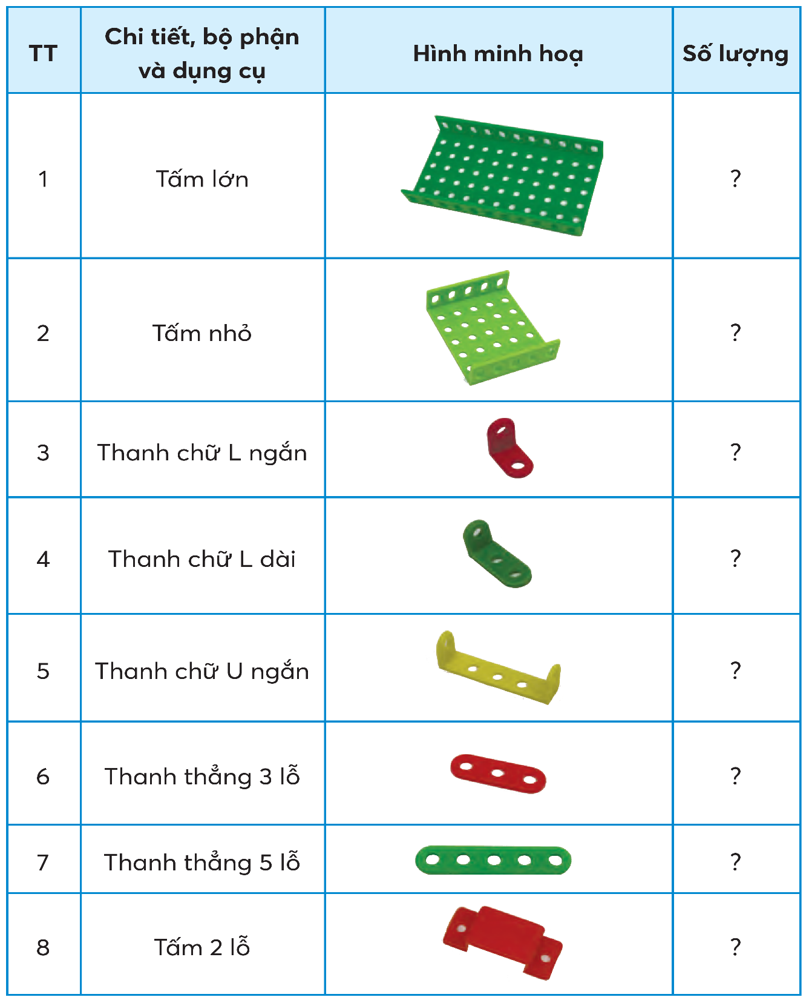 TT
Chi tiết, bộ phận
và dụng cụ
Hình minh hoạ
Số lượng
1
Tấm lớn
?
2
Tấm nhỏ
?
3
Thanh chữ L ngắn
?
4
Thanh chữ L dài
?
5
Thanh chữ U ngắn
?
6
Thanh thẳng 3 lỗ
?
7
Thanh thẳng 5 lỗ
?
8
Tấm 2 lỗ
?